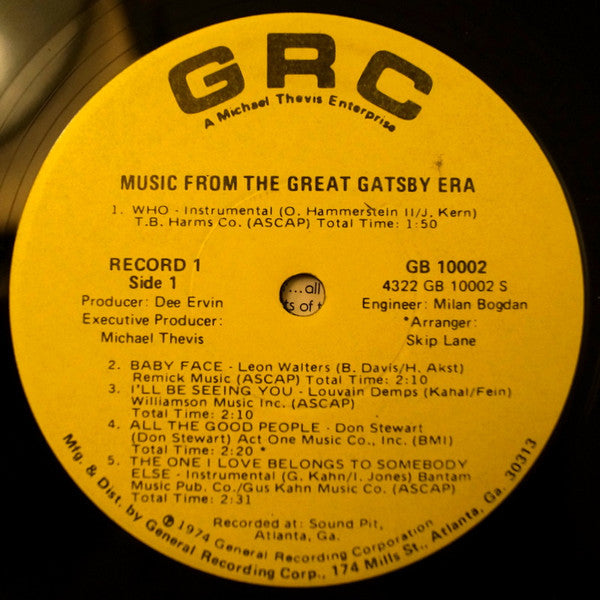 GRC
A Michael Thevis Enterprise
MUSIC FROM THE GREAT GATSBY ERA
1. WHO - Instrumental (O. Hammerstein II/J. Kern)
T.B. Harms Co. (ASCAP) Total Time: 1:50
RECORD 1
Side 1
Producer: Dee Ervin
Executive Producer:
Michael Thevis
...all
ts of t
GB 10002
4322 GB 10002 S
Engineer: Milan Bogdan
*Arranger:
Skip Lane
2. BABY FACE - Leon Walters (B. Davis/H. Akst)
Remick Music (ASCAP) Total Time: 2:10
3. I'LL BE SEEING YOU - Louvain Demps (Kahal/Fein)
Williamson Music Inc. (ASCAP)
Total Time: 2:10
4. ALL THE GOOD PEOPLE - Don Stewart
(Don Stewart) Act One Music Co., Inc. (BMI)
Total Time: 2:20 *
5. THE ONE I LOVE BELONGS TO SOMEBODY
ELSE - Instrumental (G. Kahn/I. Jones) Bantam
Music Pub. Co./Gus Kahn Music Co. (ASCAP)
Total Time: 2:31
Recorded at: Sound Pit,
Atlanta, Ga.
℗ 1974 General Recording Corporation
Mfg. & Dist. by General Recording Corp., 174 Mills St., Atlanta, Ga. 30313